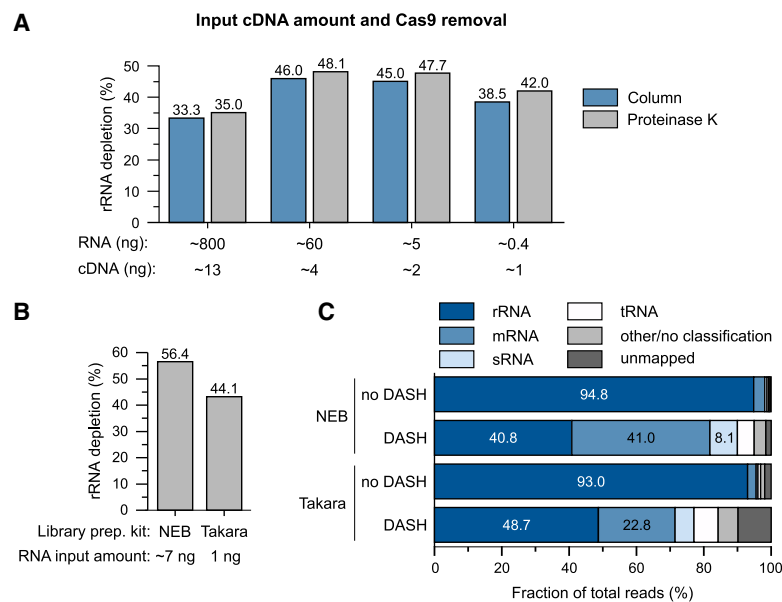 A
Input cDNA amount and Cas9 removal
rRNA depletion (%)
50
40
30
20
10
0
33.3 35.0 46.0 48.1 45.0 47.7 38.5 42.0
Column
Proteinase K
RNA (ng): ~800 ~60 ~5 ~0.4
cDNA (ng): ~13 ~4 ~2 ~1
B
rRNA depletion (%)
60
50
40
30
20
10
0
56.4 44.1
Library prep. kit: NEB Takara
RNA input amount: ~7 ng 1 ng
C
rRNA tRNA
mRNA other/no classification
sRNA unmapped
NEB
no DASH 94.8
DASH 40.8 41.0 8.1
Takara
no DASH 93.0
DASH 48.7 22.8
0 20 40 60 80 100
Fraction of total reads (%)